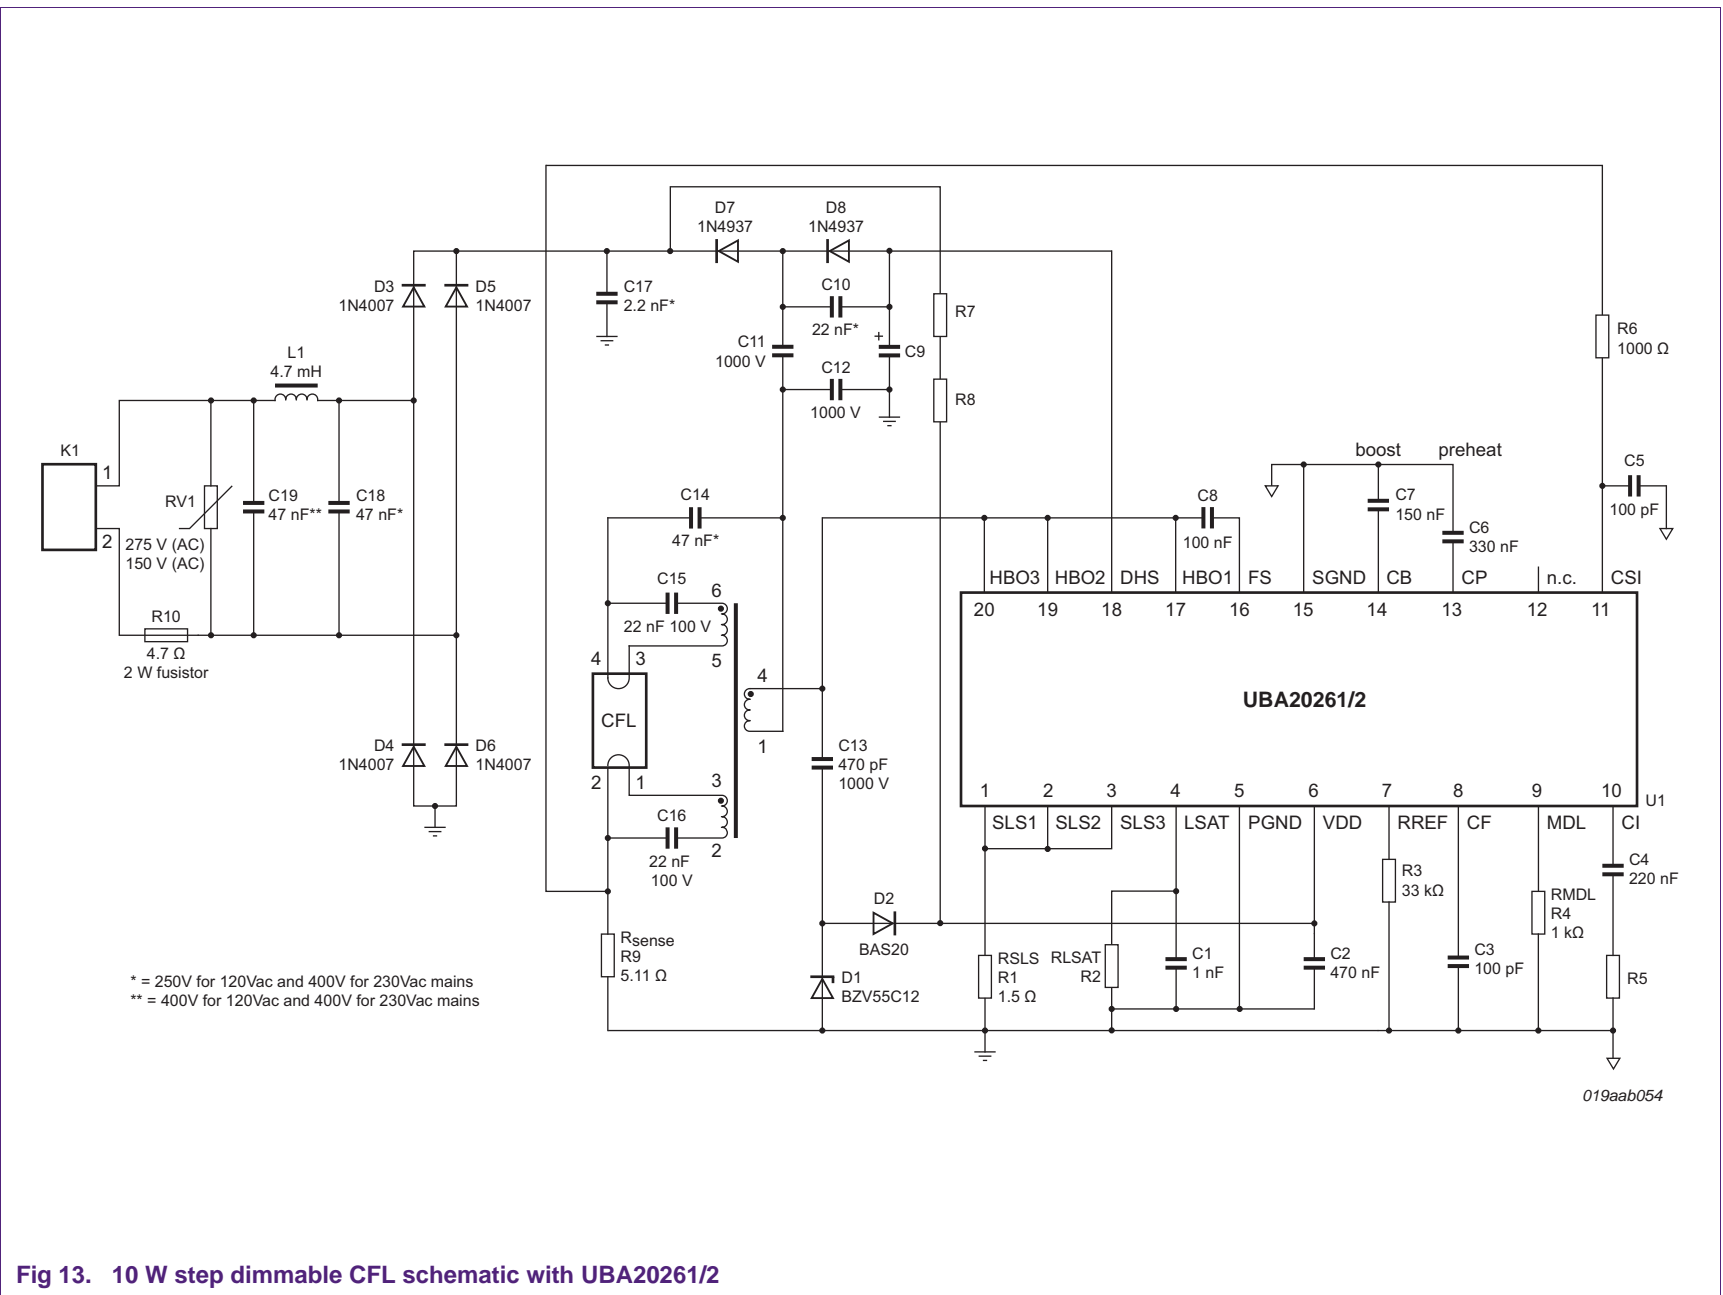 D7
1N4937
D8
1N4937
D3
1N4007
D5
1N4007
C17
2.2 nF*
C10
22 nF*
C11
1000 V
+
C9
C12
1000 V
R7
R8
R6
1000 Ω
L1
4.7 mH
K1
1
2
RV1
275 V (AC)
150 V (AC)
C19
47 nF**
C18
47 nF*
R10
4.7 Ω
2 W fusistor
C14
47 nF*
C15
22 nF 100 V
6
5
4
3
4
1
CFL
2
1
3
2
C16
22 nF
100 V
D4
1N4007
D6
1N4007
C13
470 pF
1000 V
C8
100 nF
boost
preheat
C7
150 nF
C6
330 nF
C5
100 pF
HBO3
HBO2
DHS
HBO1
FS
SGND
CB
CP
n.c.
CSI
20
19
18
17
16
15
14
13
12
11
UBA20261/2
1
2
3
4
5
6
7
8
9
10
U1
SLS1
SLS2
SLS3
LSAT
PGND
VDD
RREF
CF
MDL
CI
Rsense
R9
5.11 Ω
D2
BAS20
D1
BZV55C12
RSLS
R1
1.5 Ω
RLSAT
R2
C1
1 nF
C2
470 nF
R3
33 kΩ
C3
100 pF
RMDL
R4
1 kΩ
C4
220 nF
R5
* = 250V for 120Vac and 400V for 230Vac mains
** = 400V for 120Vac and 400V for 230Vac mains
019aab054
Fig 13. 10 W step dimmable CFL schematic with UBA20261/2